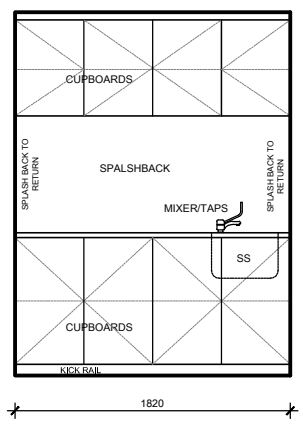 CUPBOARDS
SPLASH BACK TO
RETURN
SPALSHBACK
SPLASH BACK TO
RETURN
MIXER/TAPS
SS
CUPBOARDS
KICK RAIL
1820